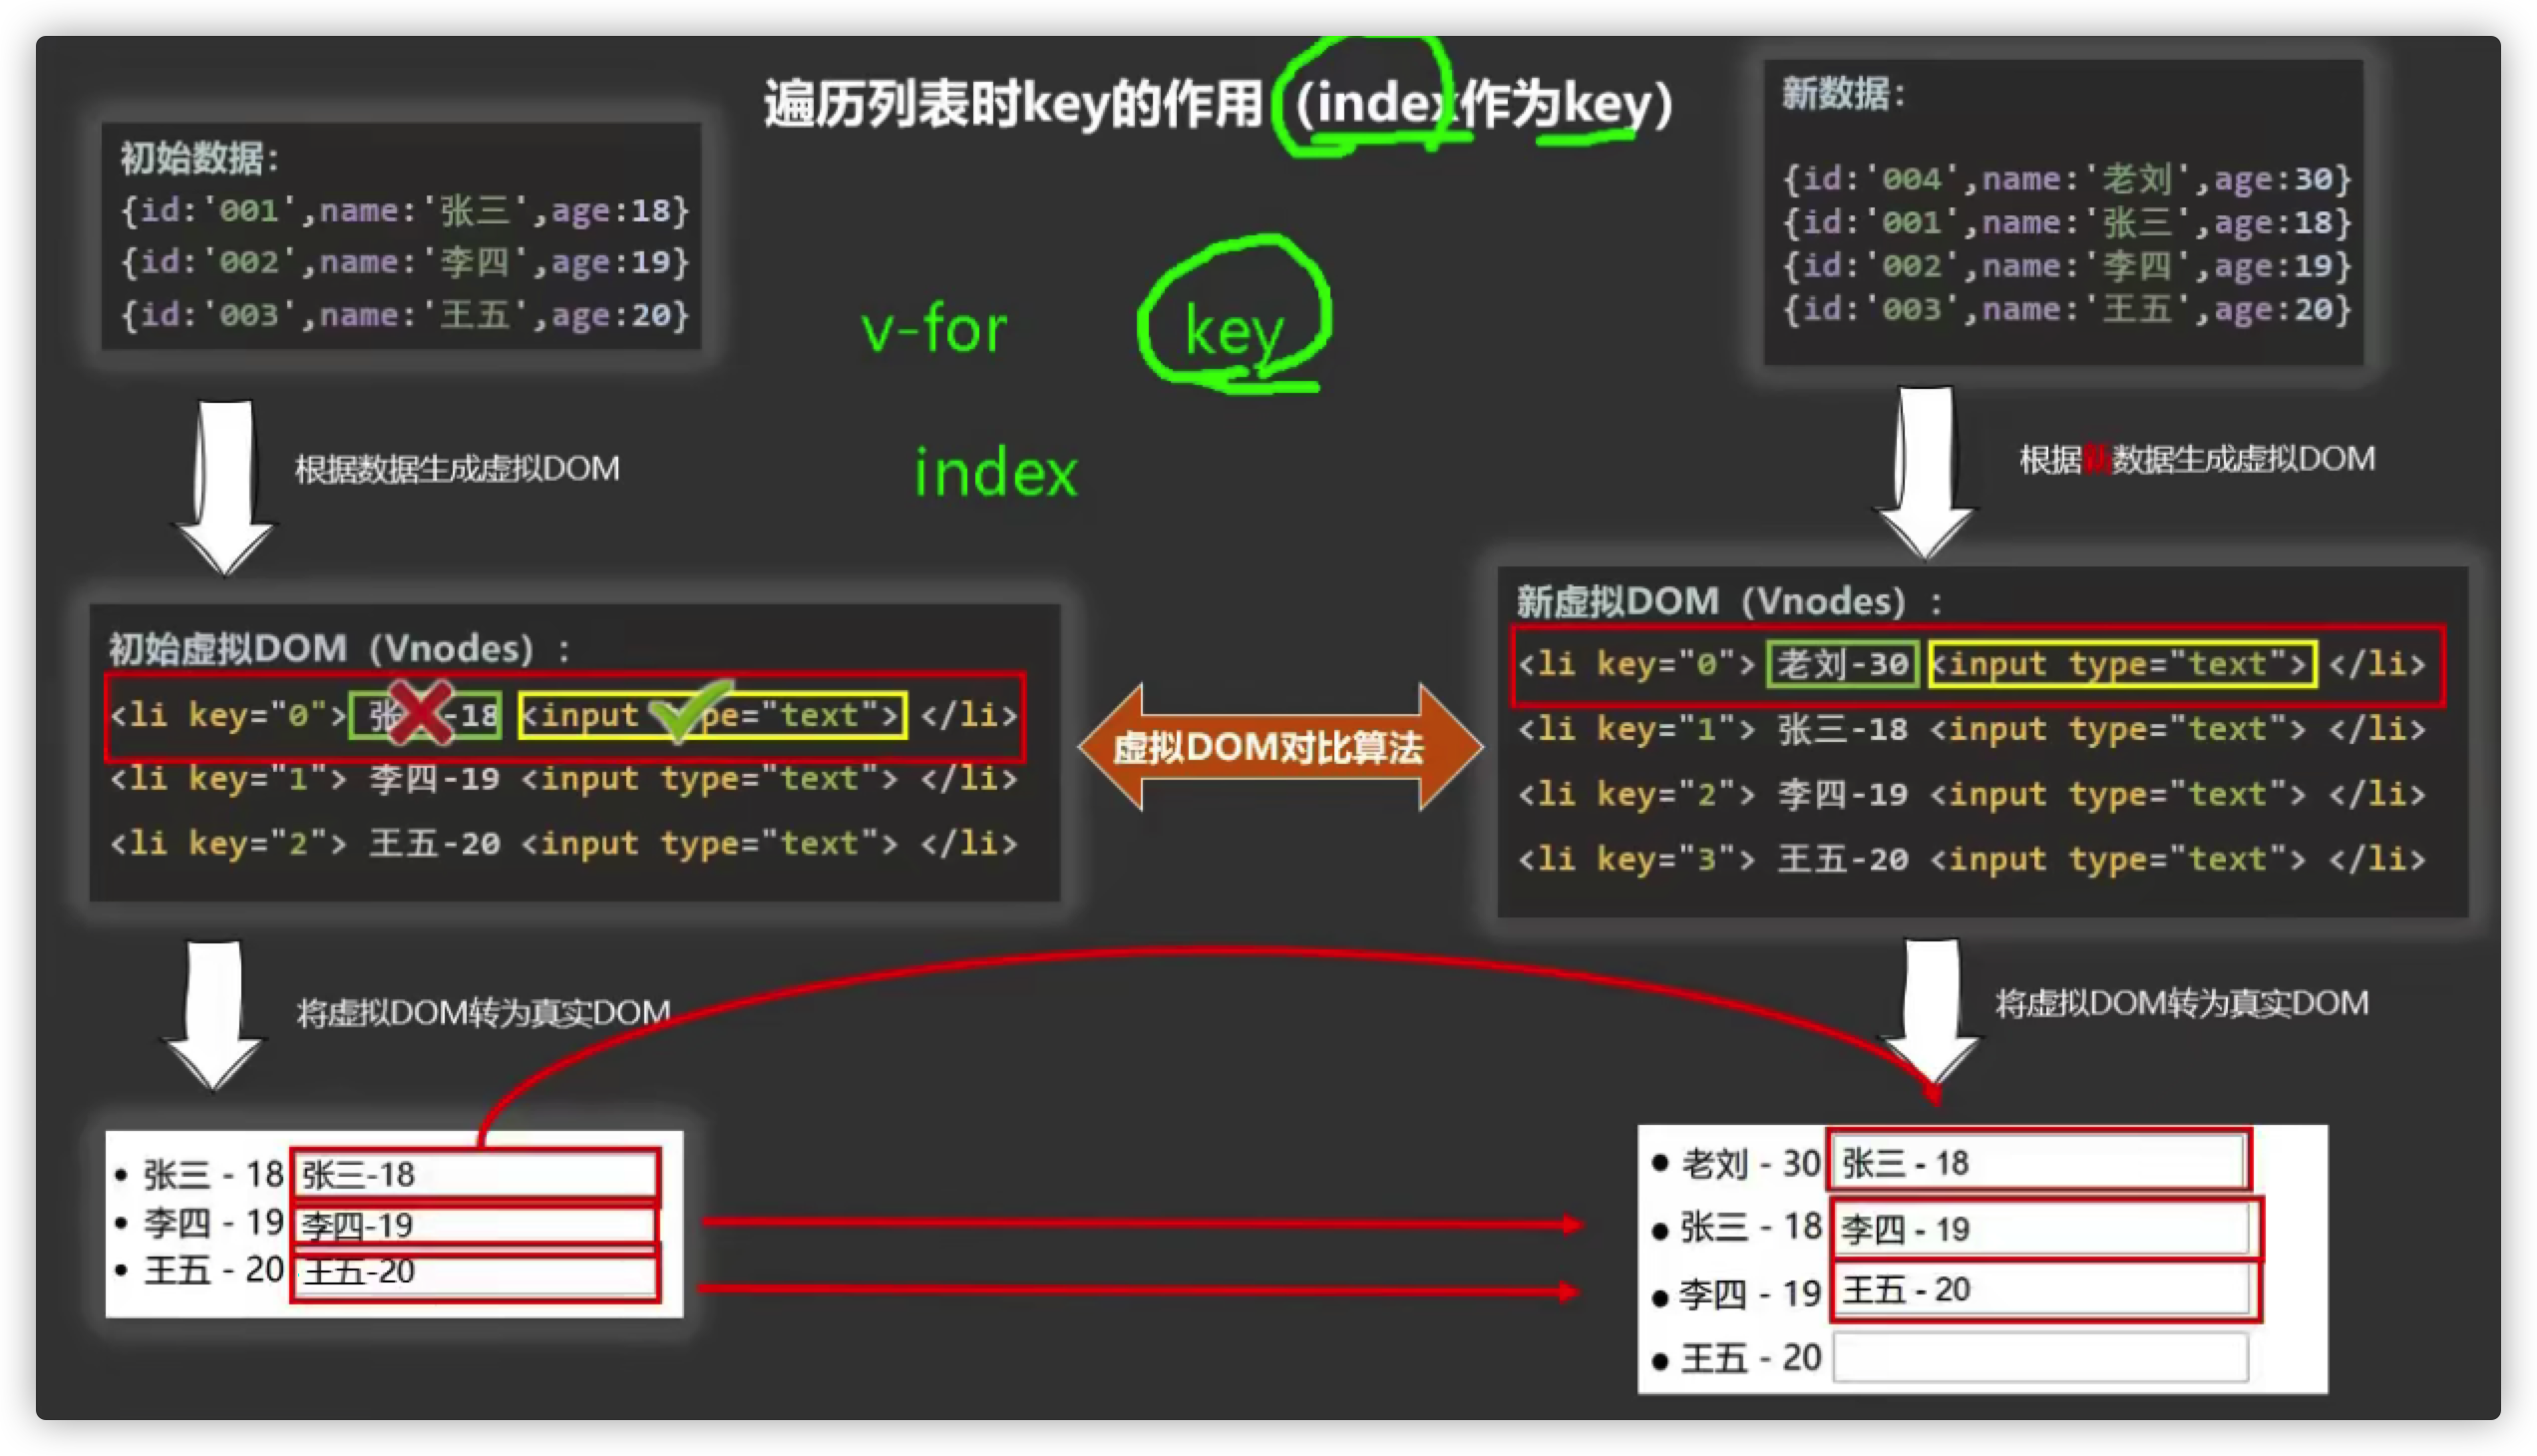 遍历列表时key的作用（index作为key）
初始数据：
{id:'001',name:'张三',age:18}
{id:'002',name:'李四',age:19}
{id:'003',name:'王五',age:20}
新数据：
{id:'004',name:'老刘',age:30}
{id:'001',name:'张三',age:18}
{id:'002',name:'李四',age:19}
{id:'003',name:'王五',age:20}
v-for key
index
根据数据生成虚拟DOM
根据新数据生成虚拟DOM
初始虚拟DOM（Vnodes）：
<li key="0"> 张 -18 <input type="text"> </li>
<li key="1"> 李四-19 <input type="text"> </li>
<li key="2"> 王五-20 <input type="text"> </li>
虚拟DOM对比算法
新虚拟DOM（Vnodes）：
<li key="0"> 老刘-30 <input type="text"> </li>
<li key="1"> 张三-18 <input type="text"> </li>
<li key="2"> 李四-19 <input type="text"> </li>
<li key="3"> 王五-20 <input type="text"> </li>
将虚拟DOM转为真实DOM
将虚拟DOM转为真实DOM
• 张三 - 18 张三-18
• 李四 - 19 李四-19
• 王五 - 20 王五-20
• 老刘 - 30 张三 - 18
• 张三 - 18 李四 - 19
• 李四 - 19 王五 - 20
• 王五 - 20